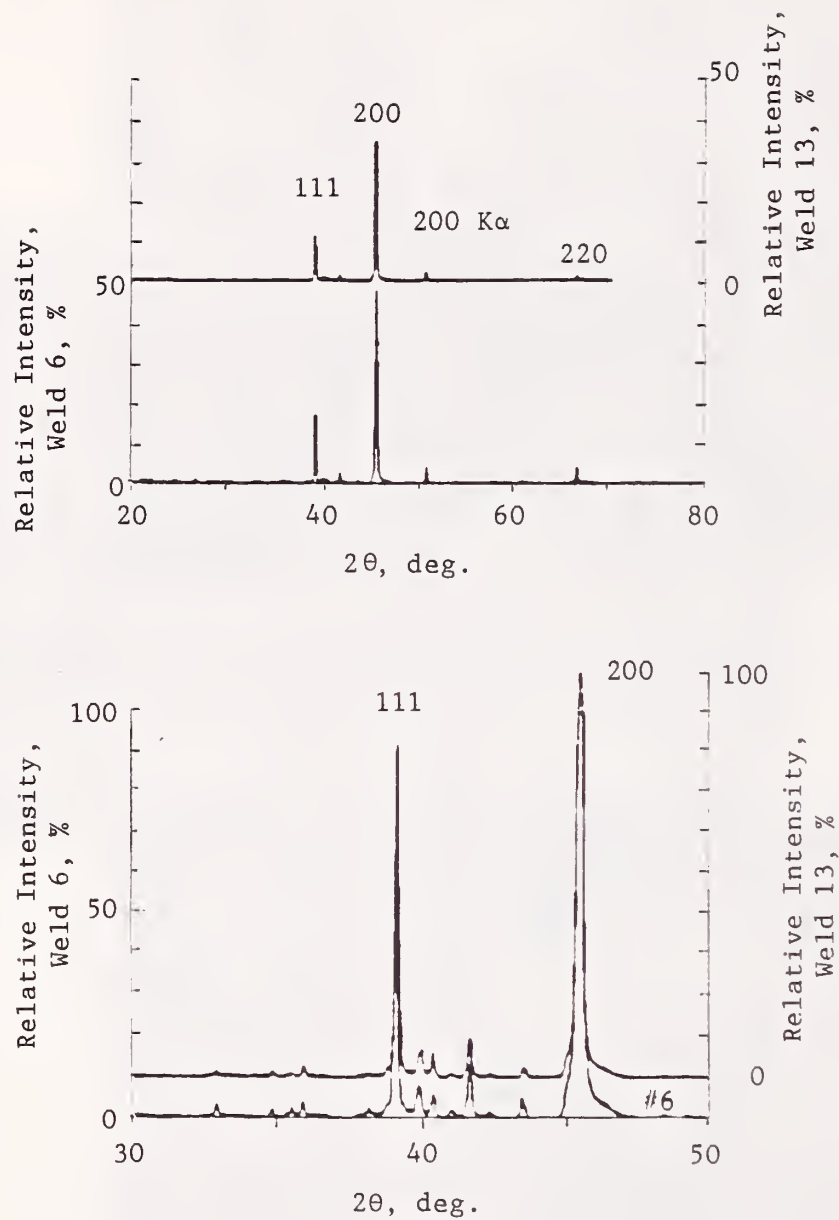 Relative Intensity,
Weld 6, %
50
0
200
111
200 Kα
220
50
0
Relative Intensity,
Weld 13, %
20
40
60
80
2θ, deg.
Relative Intensity,
Weld 6, %
100
50
0
111
200
#6
100
0
Relative Intensity,
Weld 13, %
30
40
50
2θ, deg.